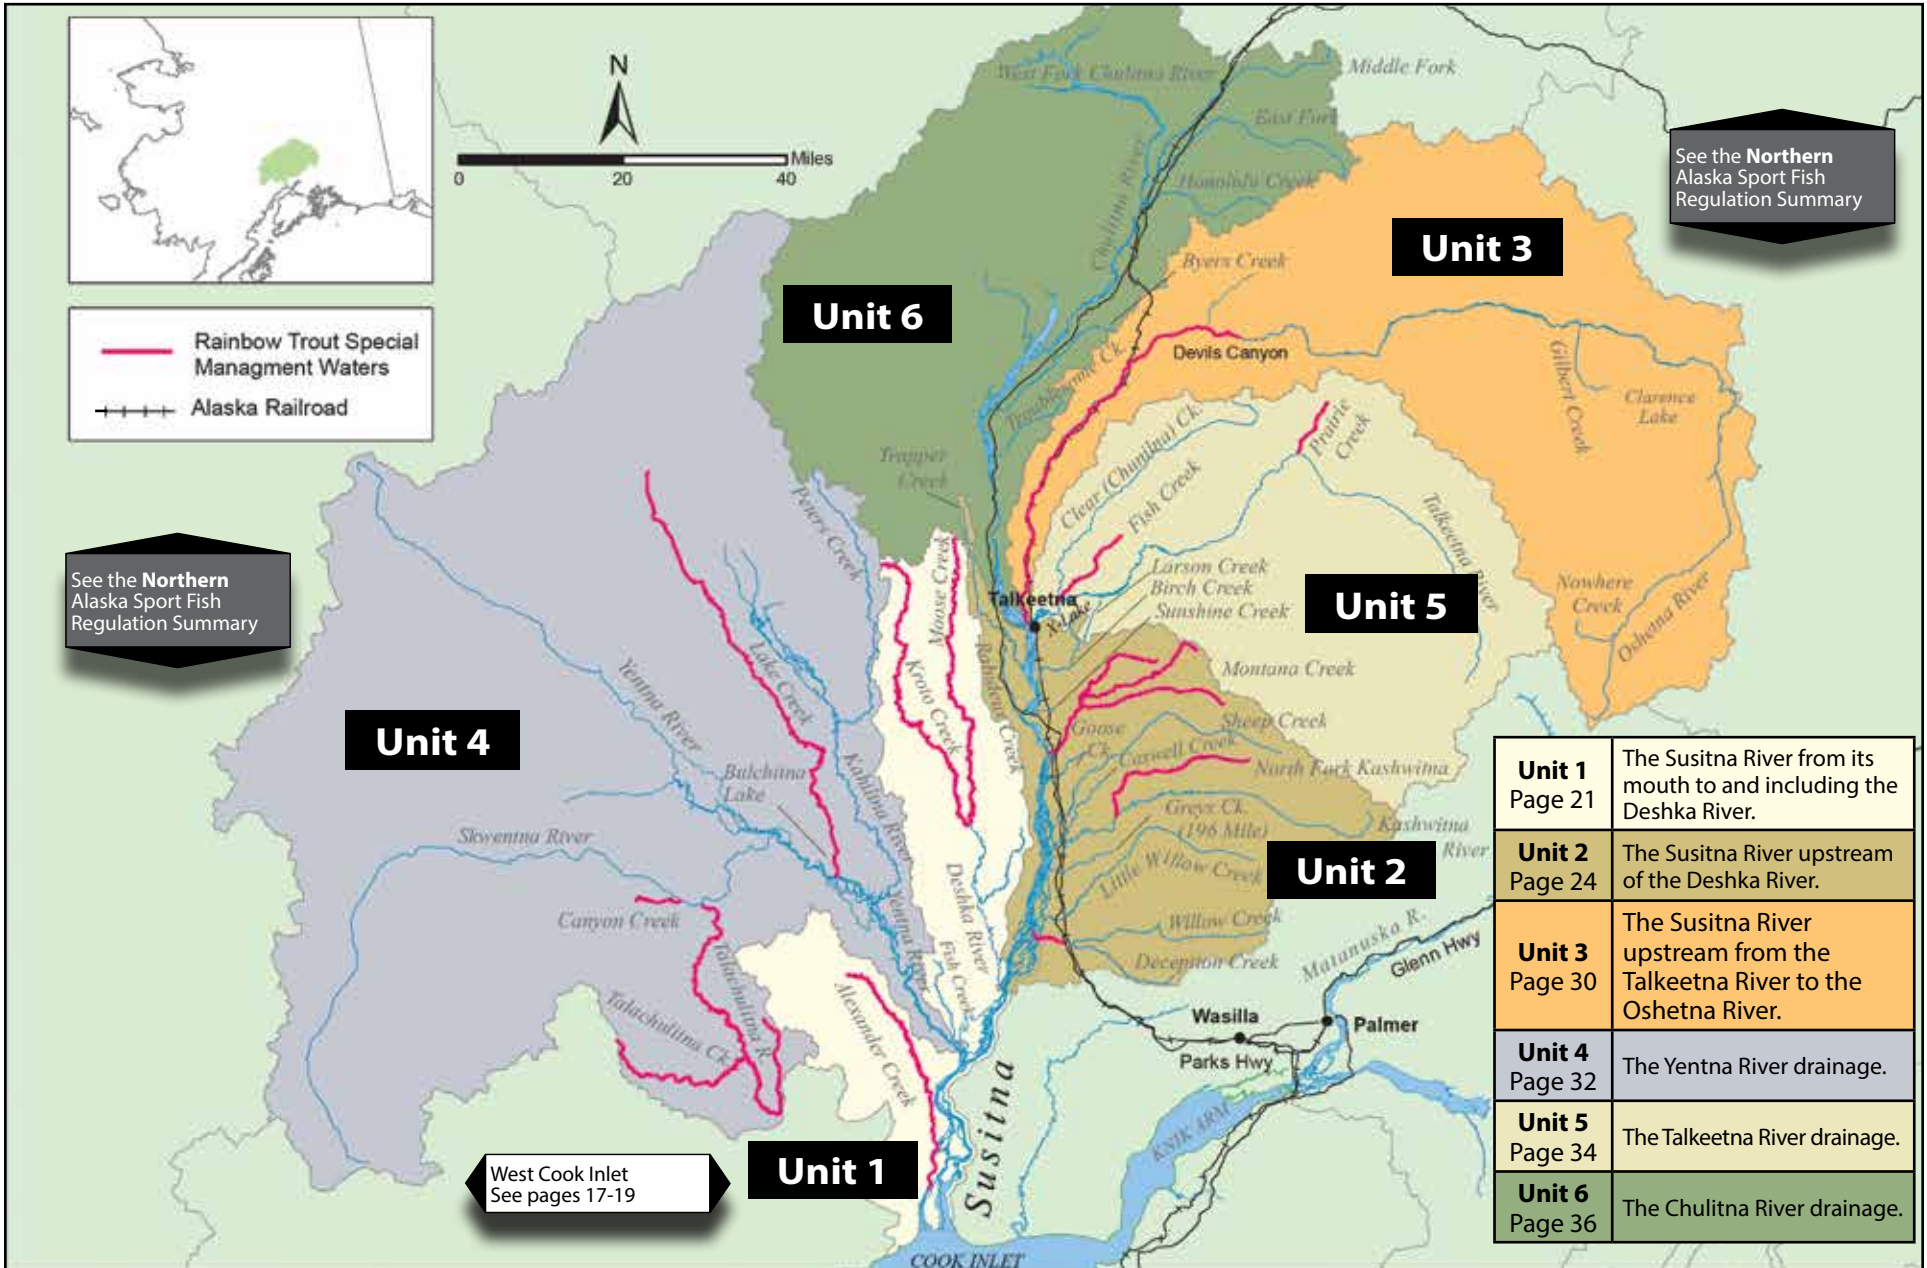 N
Miles
0
20
40
Rainbow Trout Special
Managment Waters
Alaska Railroad
West Fork Chulitna River
Middle Fork
East Fork
Honolulu Creek
Chulitna River
Byers Creek
See the Northern
Alaska Sport Fish
Regulation Summary
Unit 3
Unit 6
Devils Canyon
Troublesome Ck.
Gilbert Creek
Clarence
Lake
Trapper
Creek
Clear (Chunilna) Ck.
Prairie
Creek
Fish Creek
Peters Creek
Talkeetna River
See the Northern
Alaska Sport Fish
Regulation Summary
Moose Creek
Larson Creek
Birch Creek
Sunshine Creek
Talkeetna
X-Lake
Unit 5
Nowhere
Creek
Oshetna River
Lake Creek
Kroto Creek
Rabideux Creek
Montana Creek
Yentna River
Unit 4
Goose
Ck.
Sheep Creek
Caswell Creek
North Fork Kashwitna
Bulchitna
Lake
Kahiltna River
Greys Ck.
(196 Mile)
Kashwitna
River
Skwentna River
Little Willow Creek
Unit 2
Deshka River
Yentna River
Fish Creek
Canyon Creek
Willow Creek
Deception Creek
Matanuska R.
Glenn Hwy
Talachulitna R.
Talachulitna Ck.
Alexander Creek
Wasilla
Palmer
Parks Hwy
KNIK ARM
Susitna
Unit 1
West Cook Inlet
See pages 17-19
COOK INLET
Unit 1
Page 21
The Susitna River from its
mouth to and including the
Deshka River.
Unit 2
Page 24
The Susitna River upstream
of the Deshka River.
Unit 3
Page 30
The Susitna River
upstream from the
Talkeetna River to the
Oshetna River.
Unit 4
Page 32
The Yentna River drainage.
Unit 5
Page 34
The Talkeetna River drainage.
Unit 6
Page 36
The Chulitna River drainage.